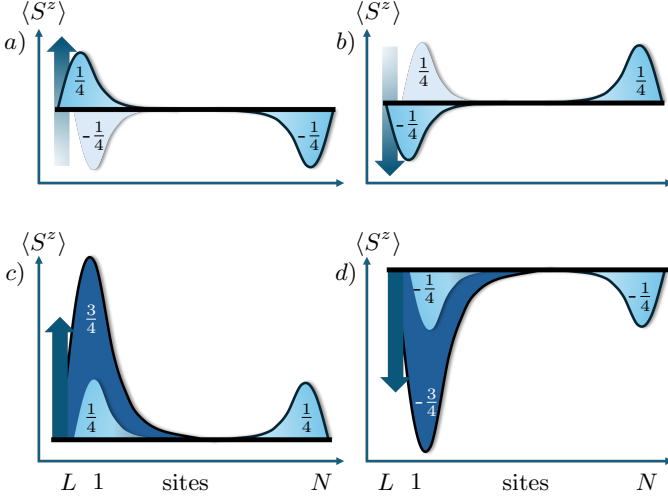 ⟨S^z⟩
a)
1/4
-1/4
-1/4
⟨S^z⟩
b)
1/4
1/4
-1/4
⟨S^z⟩
c)
3/4
1/4
1/4
⟨S^z⟩
d)
-1/4
-1/4
-3/4
L 1 sites N
L 1 sites N